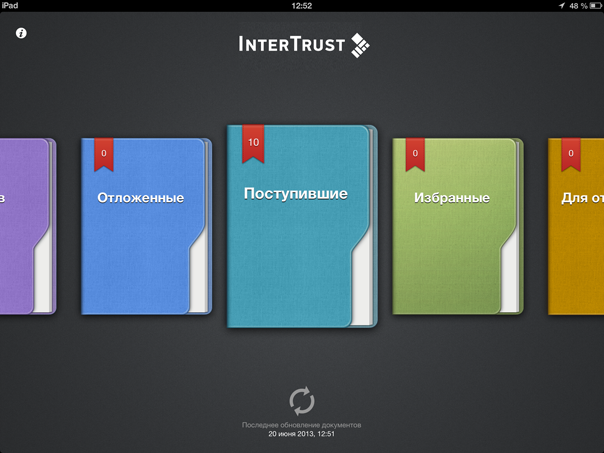 iPad
12:52
48 %
i
INTERTRUST
0
10
0
0
в
Отложенные
Поступившие
Избранные
Для от
Последнее обновление документов
20 июня 2013, 12:51